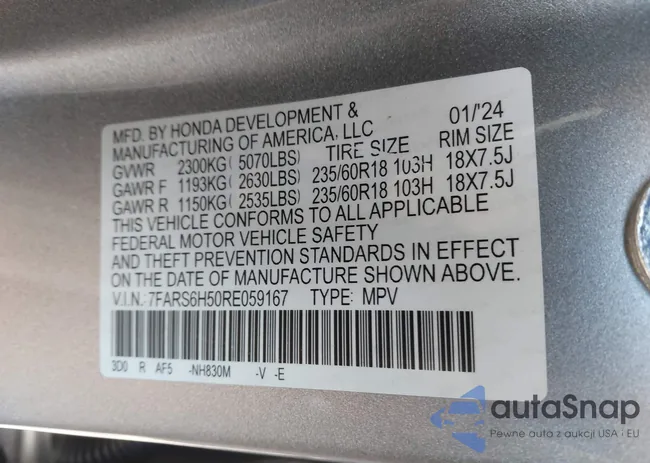 MFD. BY HONDA DEVELOPMENT & 01/'24
MANUFACTURING OF AMERICA, LLC
GVWR 2300KG( 5070LBS) TIRE SIZE RIM SIZE
GAWR F 1193KG( 2630LBS) 235/60R18 103H 18X7.5J
GAWR R 1150KG( 2535LBS) 235/60R18 103H 18X7.5J
THIS VEHICLE CONFORMS TO ALL APPLICABLE
FEDERAL MOTOR VEHICLE SAFETY
AND THEFT PREVENTION STANDARDS IN EFFECT
ON THE DATE OF MANUFACTURE SHOWN ABOVE.
V.I.N.: 7FARS6H50RE059167 TYPE: MPV
3D0 R AF5 -NH830M -V -E
autaSnap
Pewne auta z aukcji USA i EU